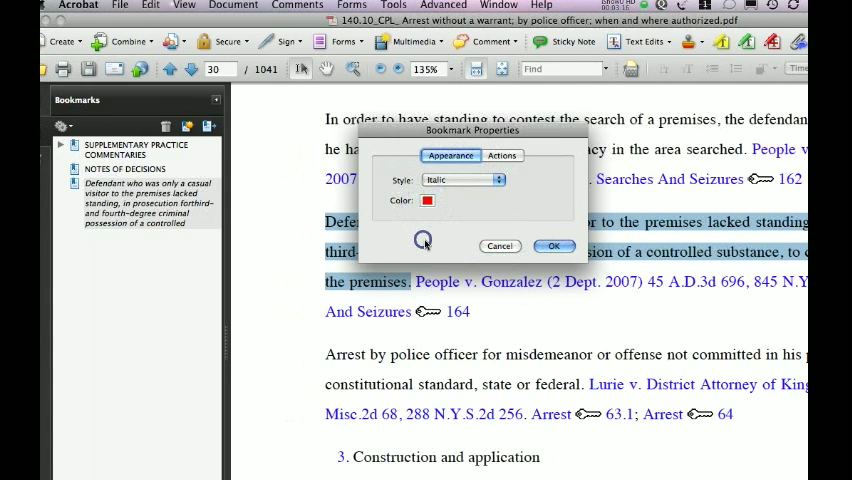 Acrobat File Edit View Document Comments Forms Tools Advanced Window Help
140.10_CPL_ Arrest without a warrant; by police officer; when and where authorized.pdf
Create Combine Secure Sign Forms Multimedia Comment Sticky Note Text Edits
30 / 1041 135% Find Time
Bookmarks
SUPPLEMENTARY PRACTICE
COMMENTARIES
NOTES OF DECISIONS
Defendant who was only a casual
visitor to the premises lacked
standing, in prosecution forthird-
and fourth-degree criminal
possession of a controlled
In order to have standing to contest the search of a premises, the defendan
he ha cy in the area searched. People v
2007 s. Searches And Seizures 162
Defe or to the premises lacked standing
third- sion of a controlled substance, to c
the premises. People v. Gonzalez (2 Dept. 2007) 45 A.D.3d 696, 845 N.Y
And Seizures 164
Arrest by police officer for misdemeanor or offense not committed in his p
constitutional standard, state or federal. Lurie v. District Attorney of King
Misc.2d 68, 288 N.Y.S.2d 256. Arrest 63.1; Arrest 64
3. Construction and application
Bookmark Properties
Appearance Actions
Style: Italic
Color:
Cancel OK